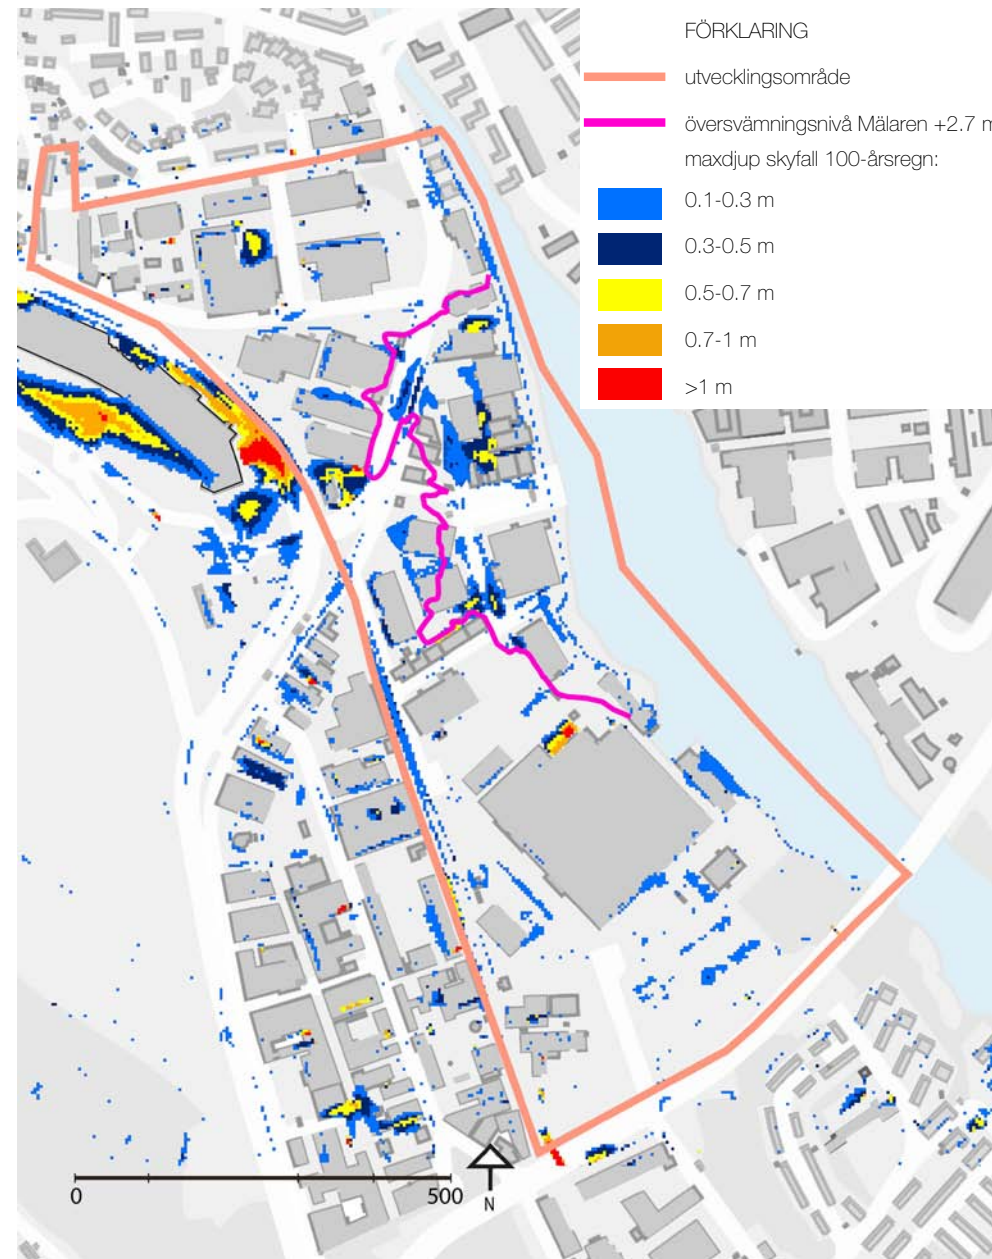 FÖRKLARING
utvecklingsområde
översvämningsnivå Mälaren +2.7 m
maxdjup skyfall 100-årsregn:
0.1-0.3 m
0.3-0.5 m
0.5-0.7 m
0.7-1 m
>1 m
0
500
N